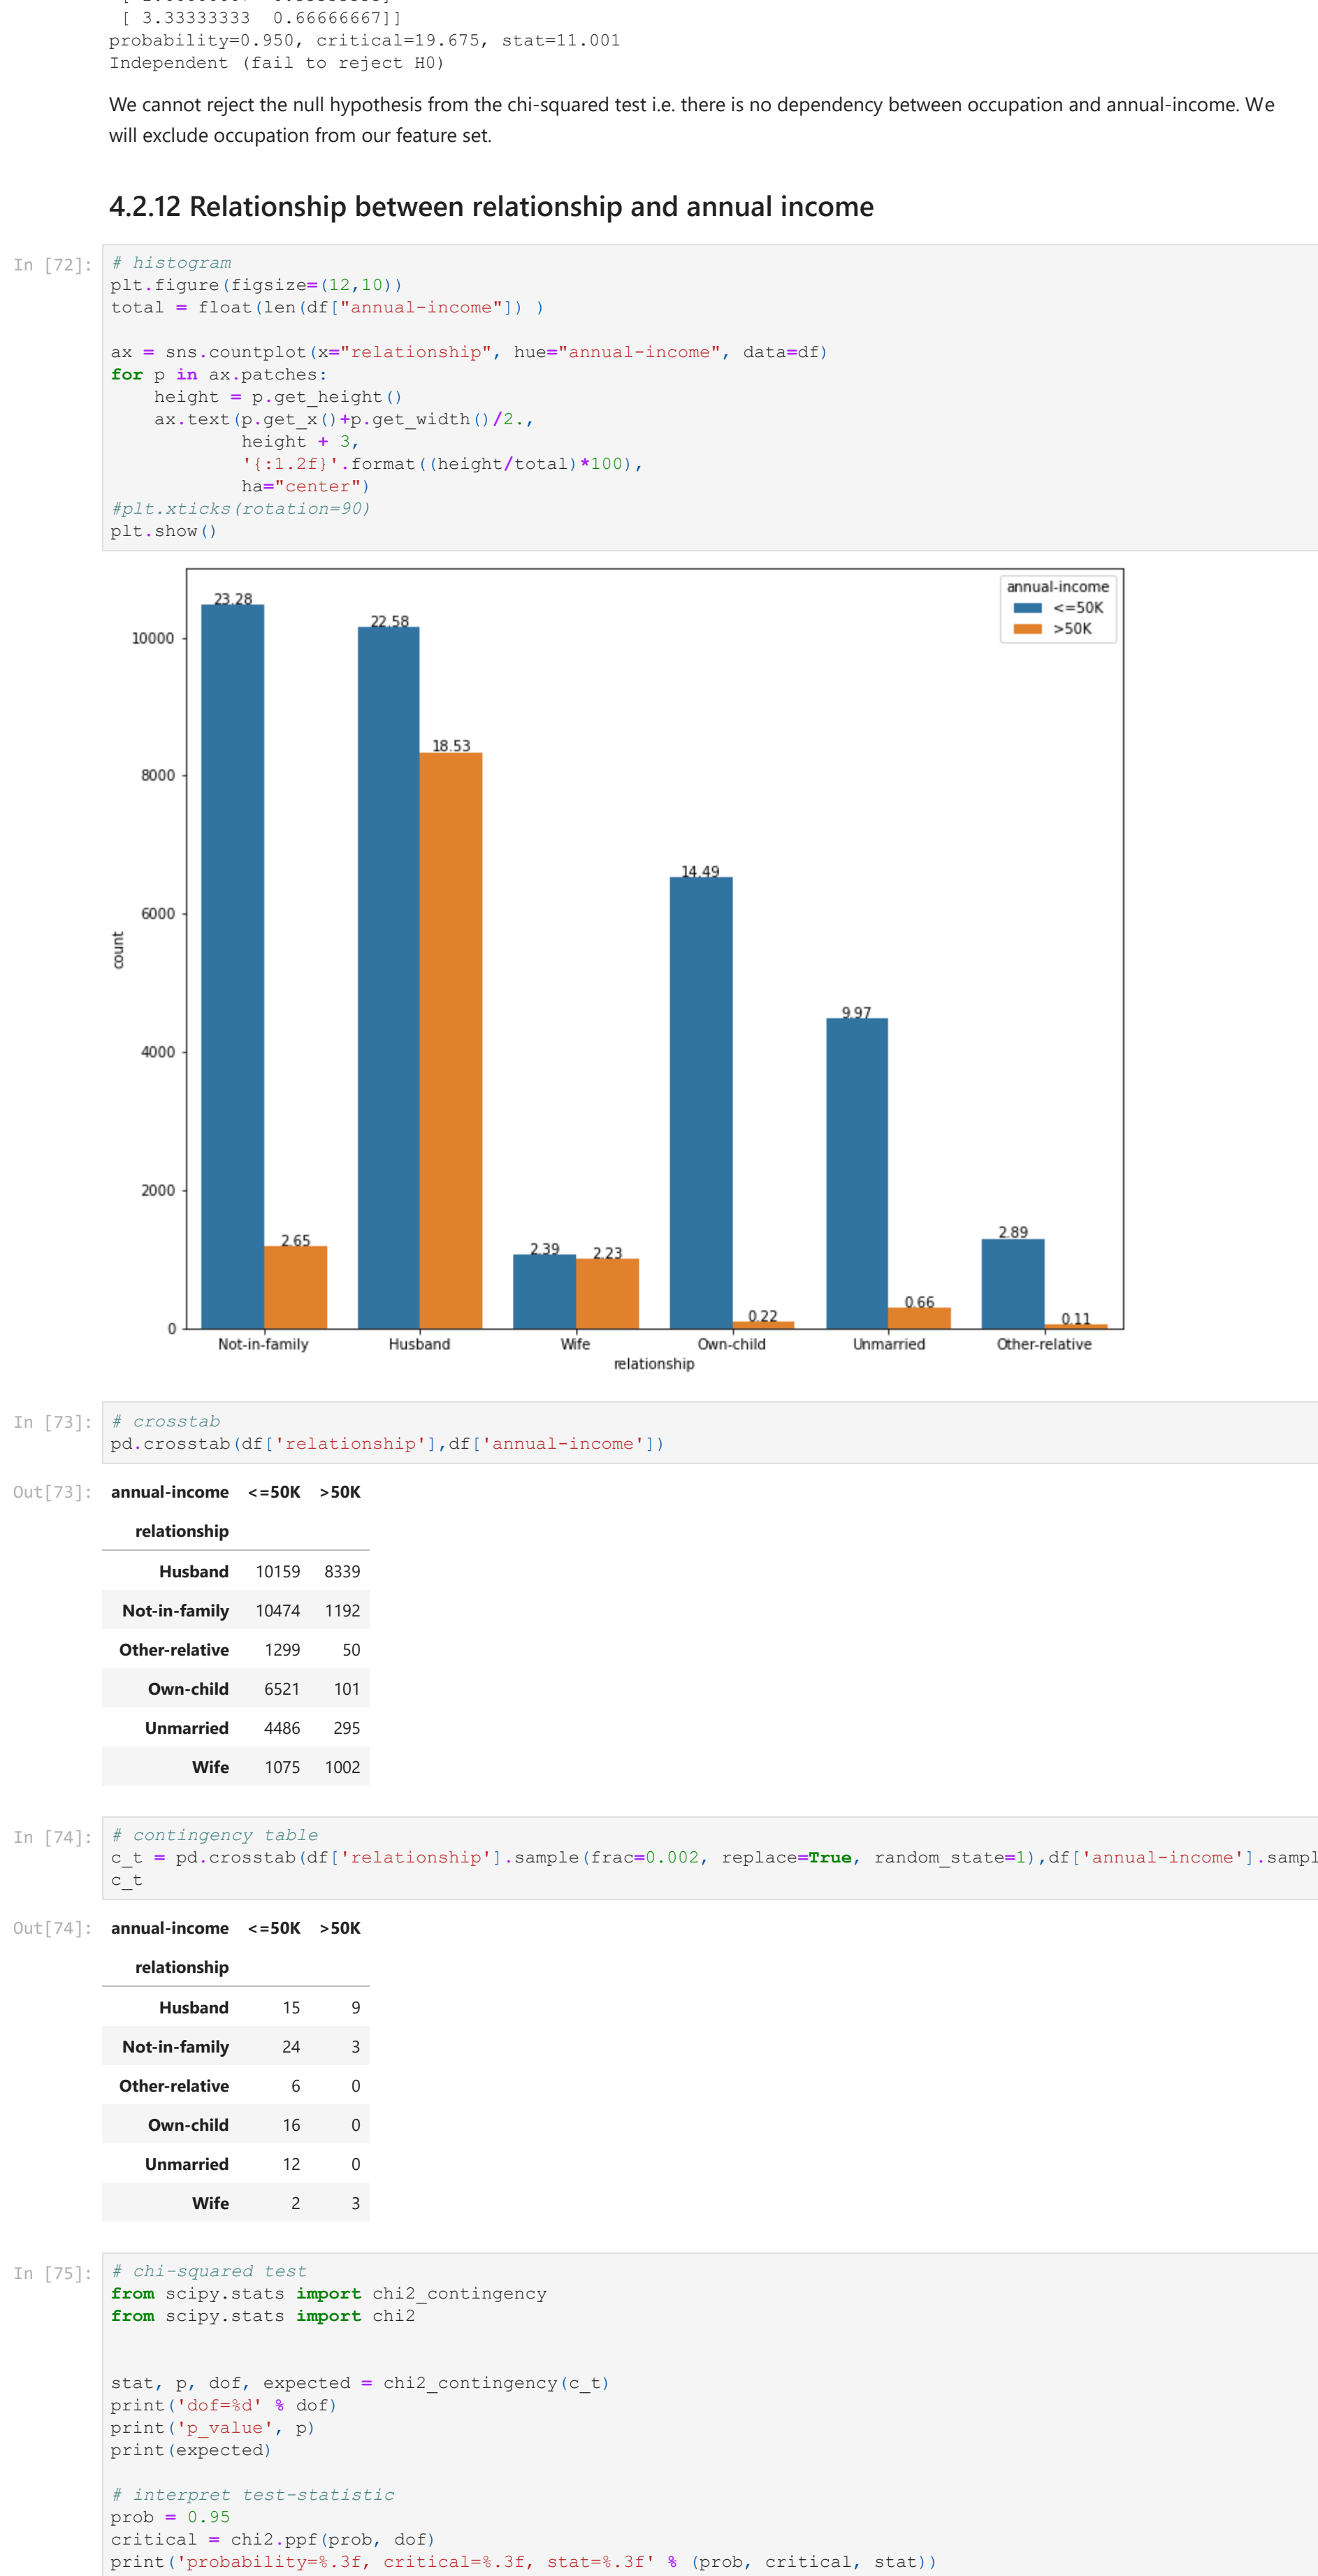 [ 3.33333333  0.66666667]]
probability=0.950, critical=19.675, stat=11.001
Independent (fail to reject H0)
We cannot reject the null hypothesis from the chi-squared test i.e. there is no dependency between occupation and annual-income. We
will exclude occupation from our feature set.
4.2.12 Relationship between relationship and annual income
In [72]:
# histogram
plt.figure(figsize=(12,10))
total = float(len(df["annual-income"]) )
ax = sns.countplot(x="relationship", hue="annual-income", data=df)
for p in ax.patches:
    height = p.get_height()
    ax.text(p.get_x()+p.get_width()/2.,
            height + 3,
            '{:1.2f}'.format((height/total)*100),
            ha="center")
#plt.xticks(rotation=90)
plt.show()
annual-income
<=50K
>50K
23.28
22.58
18.53
14.49
9.97
2.65
2.39
2.23
0.22
0.66
2.89
0.11
10000
8000
6000
4000
2000
0
count
Not-in-family Husband Wife Own-child Unmarried Other-relative
relationship
In [73]:
# crosstab
pd.crosstab(df['relationship'],df['annual-income'])
Out[73]:
annual-income <=50K >50K
relationship
Husband 10159 8339
Not-in-family 10474 1192
Other-relative 1299 50
Own-child 6521 101
Unmarried 4486 295
Wife 1075 1002
In [74]:
# contingency table
c_t = pd.crosstab(df['relationship'].sample(frac=0.002, replace=True, random_state=1),df['annual-income'].sampl
c_t
Out[74]:
annual-income <=50K >50K
relationship
Husband 15 9
Not-in-family 24 3
Other-relative 6 0
Own-child 16 0
Unmarried 12 0
Wife 2 3
In [75]:
# chi-squared test
from scipy.stats import chi2_contingency
from scipy.stats import chi2
stat, p, dof, expected = chi2_contingency(c_t)
print('dof=%d' % dof)
print('p_value', p)
print(expected)
# interpret test-statistic
prob = 0.95
critical = chi2.ppf(prob, dof)
print('probability=%.3f, critical=%.3f, stat=%.3f' % (prob, critical, stat))